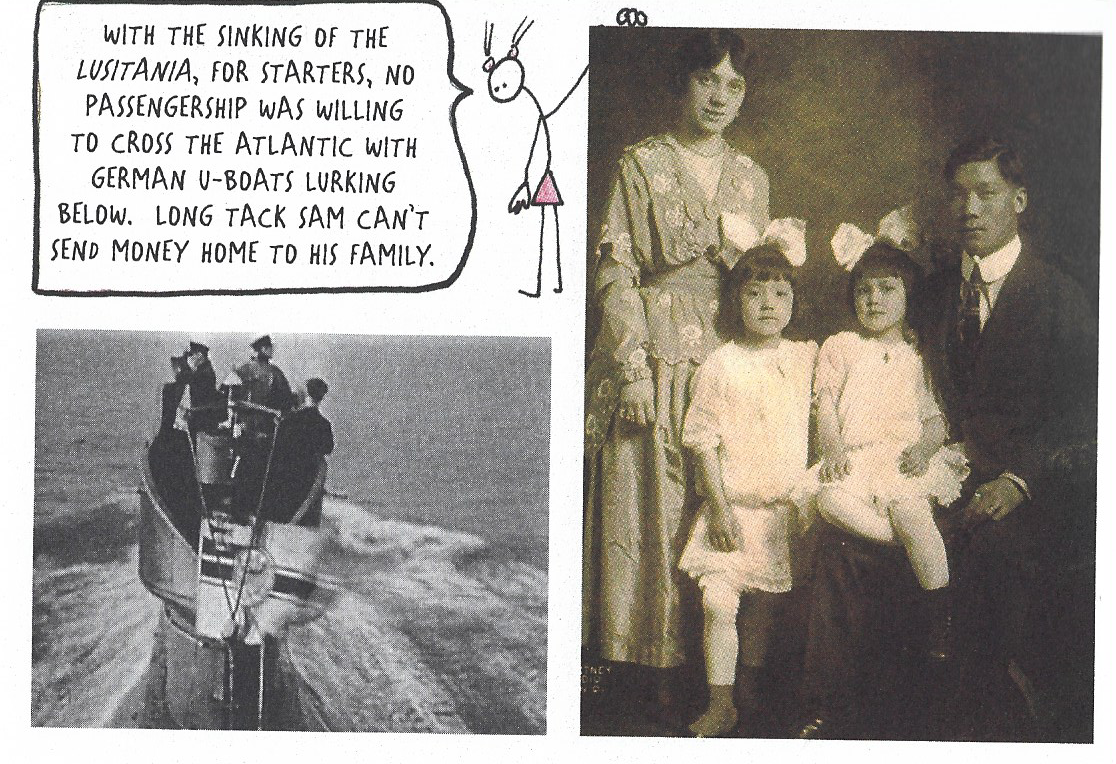 WITH THE SINKING OF THE
LUSITANIA, FOR STARTERS, NO
PASSENGERSHIP WAS WILLING
TO CROSS THE ATLANTIC WITH
GERMAN U-BOATS LURKING
BELOW. LONG TACK SAM CAN'T
SEND MONEY HOME TO HIS FAMILY.